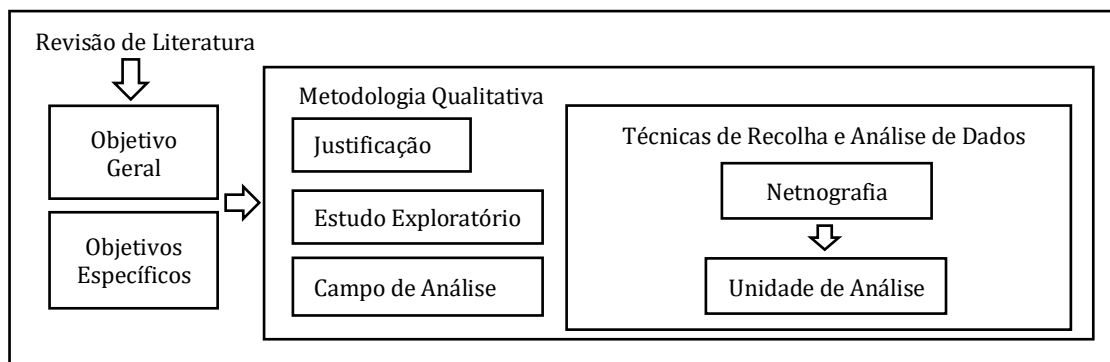 Revisão de Literatura
Objetivo
Geral
Objetivos
Específicos
Metodologia Qualitativa
Justificação
Estudo Exploratório
Campo de Análise
Técnicas de Recolha e Análise de Dados
Netnografia
Unidade de Análise